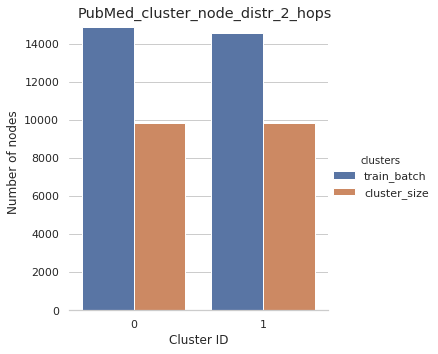 PubMed_cluster_node_distr_2_hops
14000
12000
10000
8000
6000
4000
2000
0
Number of nodes
0 1
Cluster ID
clusters
train_batch
cluster_size